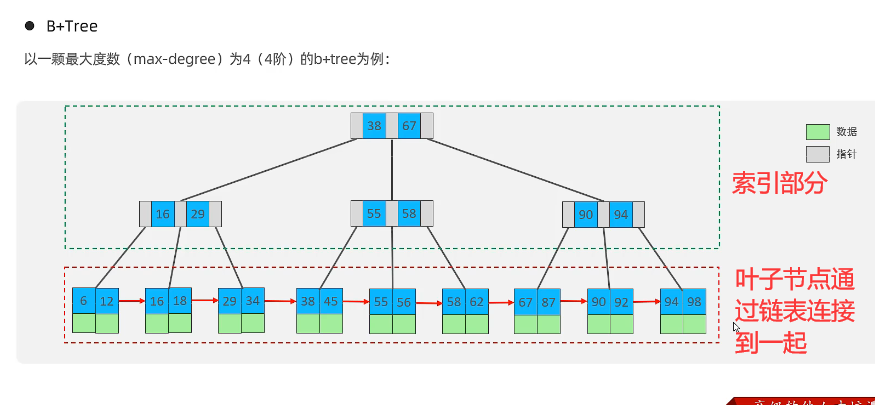 B+Tree
以一颗最大度数（max-degree）为4（4阶）的b+tree为例：
38 67
数据
指针
索引部分
16 29
55 58
90 94
叶子节点通
过链表连接
到一起
6 12 16 18 29 34 38 45 55 56 58 62 67 87 90 92 94 98